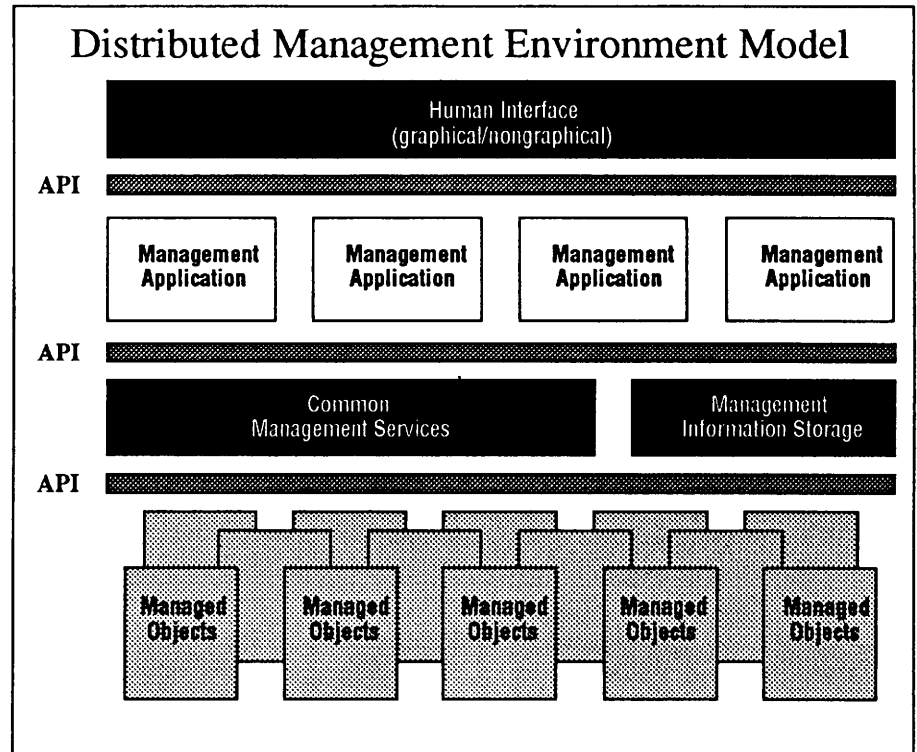 Distributed Management Environment Model
Human Interface
(graphical/nongraphical)
API
Management
Application
Management
Application
Management
Application
Management
Application
API
Common
Management Services
Management
Information Storage
API
Managed
Objects
Managed
Objects
Managed
Objects
Managed
Objects
Managed
Objects